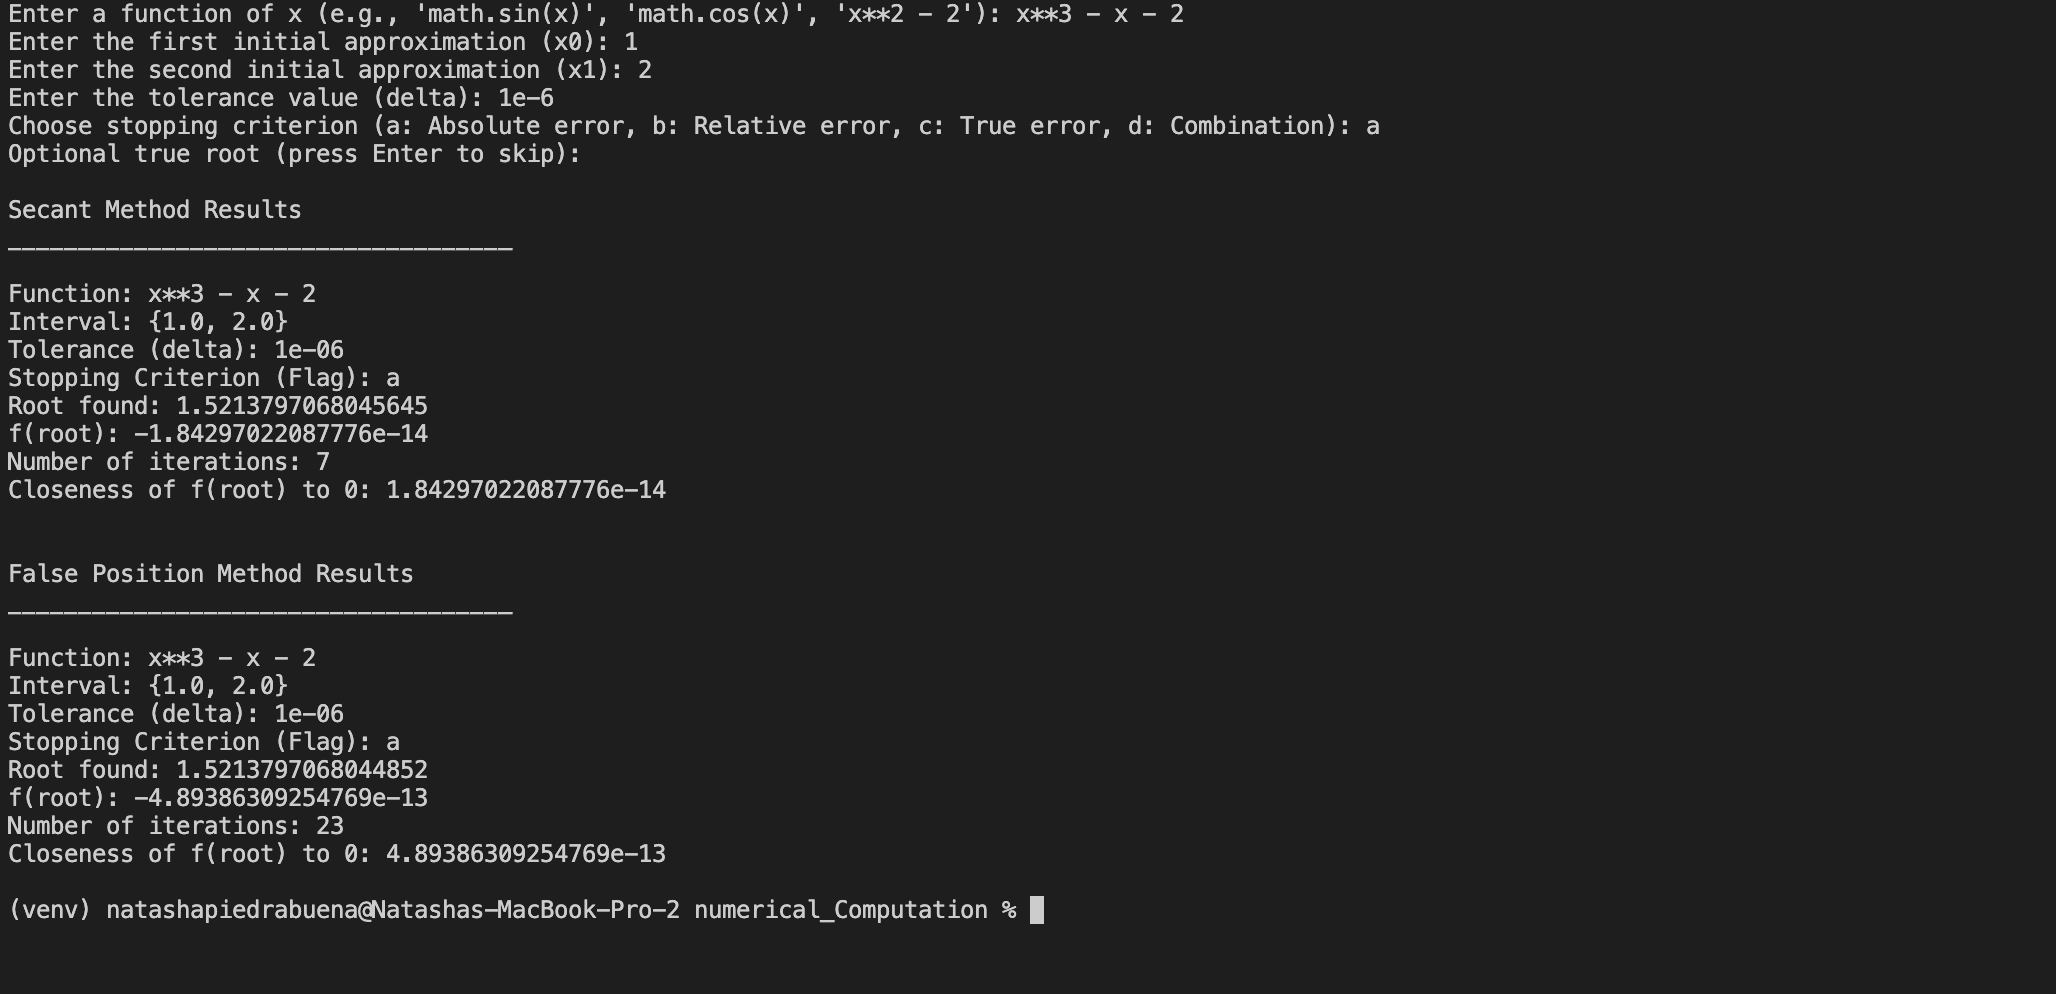 Enter a function of x (e.g., 'math.sin(x)', 'math.cos(x)', 'x**2 - 2'): x**3 - x - 2
Enter the first initial approximation (x0): 1
Enter the second initial approximation (x1): 2
Enter the tolerance value (delta): 1e-6
Choose stopping criterion (a: Absolute error, b: Relative error, c: True error, d: Combination): a
Optional true root (press Enter to skip):
Secant Method Results
____________________________________
Function: x**3 - x - 2
Interval: {1.0, 2.0}
Tolerance (delta): 1e-06
Stopping Criterion (Flag): a
Root found: 1.5213797068045645
f(root): -1.84297022087776e-14
Number of iterations: 7
Closeness of f(root) to 0: 1.84297022087776e-14
False Position Method Results
____________________________________
Function: x**3 - x - 2
Interval: {1.0, 2.0}
Tolerance (delta): 1e-06
Stopping Criterion (Flag): a
Root found: 1.5213797068044852
f(root): -4.89386309254769e-13
Number of iterations: 23
Closeness of f(root) to 0: 4.89386309254769e-13
(venv) natashapiedrabuena@Natashas-MacBook-Pro-2 numerical_Computation %